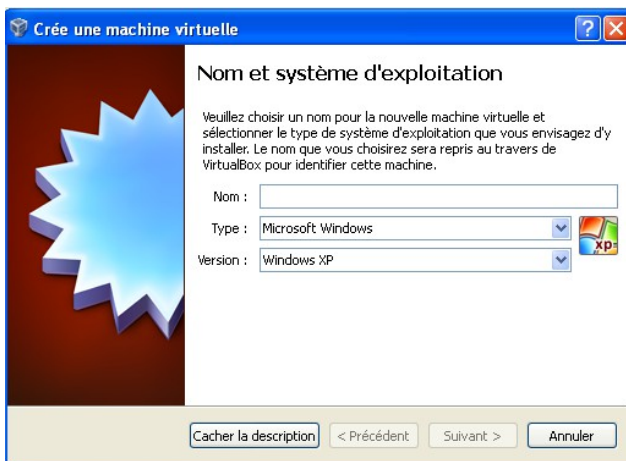 Crée une machine virtuelle
Nom et système d'exploitation
Veuillez choisir un nom pour la nouvelle machine virtuelle et
sélectionner le type de système d'exploitation que vous envisagez d'y
installer. Le nom que vous choisirez sera repris au travers de
VirtualBox pour identifier cette machine.
Nom :
Type : Microsoft Windows
xp
Version : Windows XP
Cacher la description < Précédent Suivant > Annuler